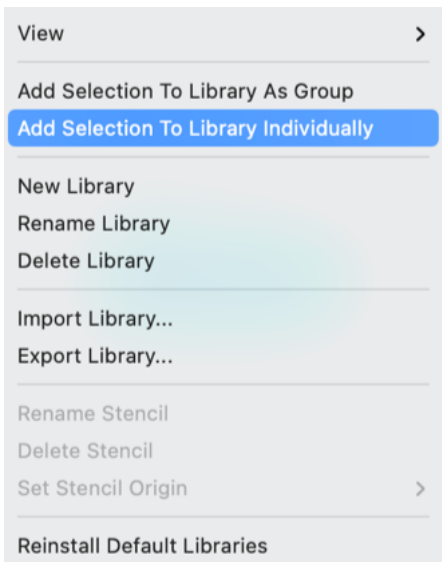 View
Add Selection To Library As Group
Add Selection To Library Individually
New Library
Rename Library
Delete Library
Import Library...
Export Library...
Rename Stencil
Delete Stencil
Set Stencil Origin
Reinstall Default Libraries